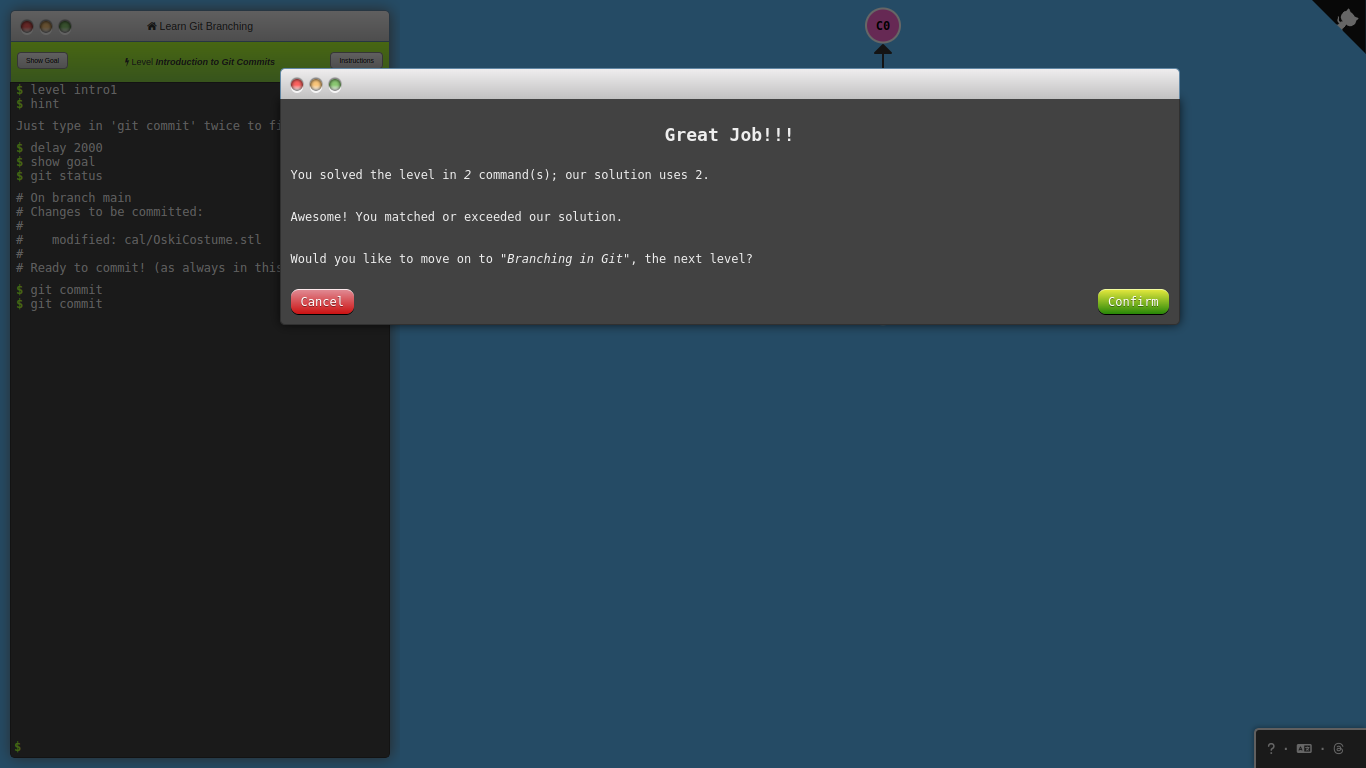 Learn Git Branching
Show Goal
Level Introduction to Git Commits
Instructions
$ level intro1
$ hint
Just type in 'git commit' twice to fi
$ delay 2000
$ show goal
$ git status
# On branch main
# Changes to be committed:
#
# modified: cal/OskiCostume.stl
#
# Ready to commit! (as always in this
$ git commit
$ git commit
$
C0
Great Job!!!
You solved the level in 2 command(s); our solution uses 2.
Awesome! You matched or exceeded our solution.
Would you like to move on to "Branching in Git", the next level?
Cancel
Confirm
? · ·